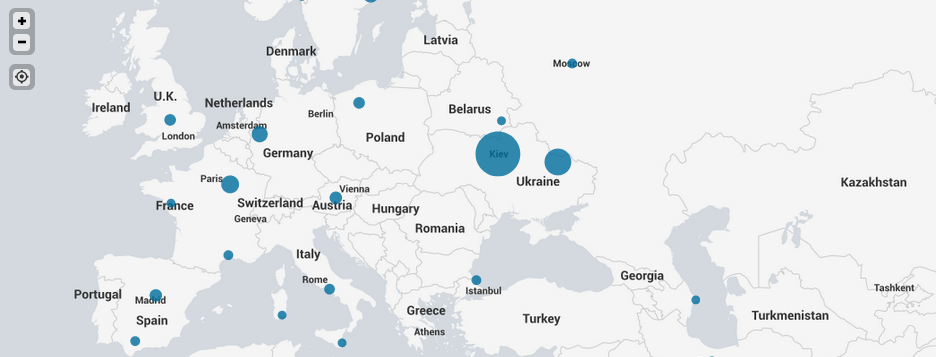 +
−
Latvia
Denmark
Moscow
U.K.
Netherlands
Ireland
Belarus
Berlin
Amsterdam
London
Poland
Germany
Kiev
Paris
Ukraine
Kazakhstan
Vienna
Switzerland
Austria
France
Hungary
Geneva
Romania
Italy
Georgia
Rome
Istanbul
Tashkent
Portugal
Madrid
Greece
Turkey
Turkmenistan
Spain
Athens